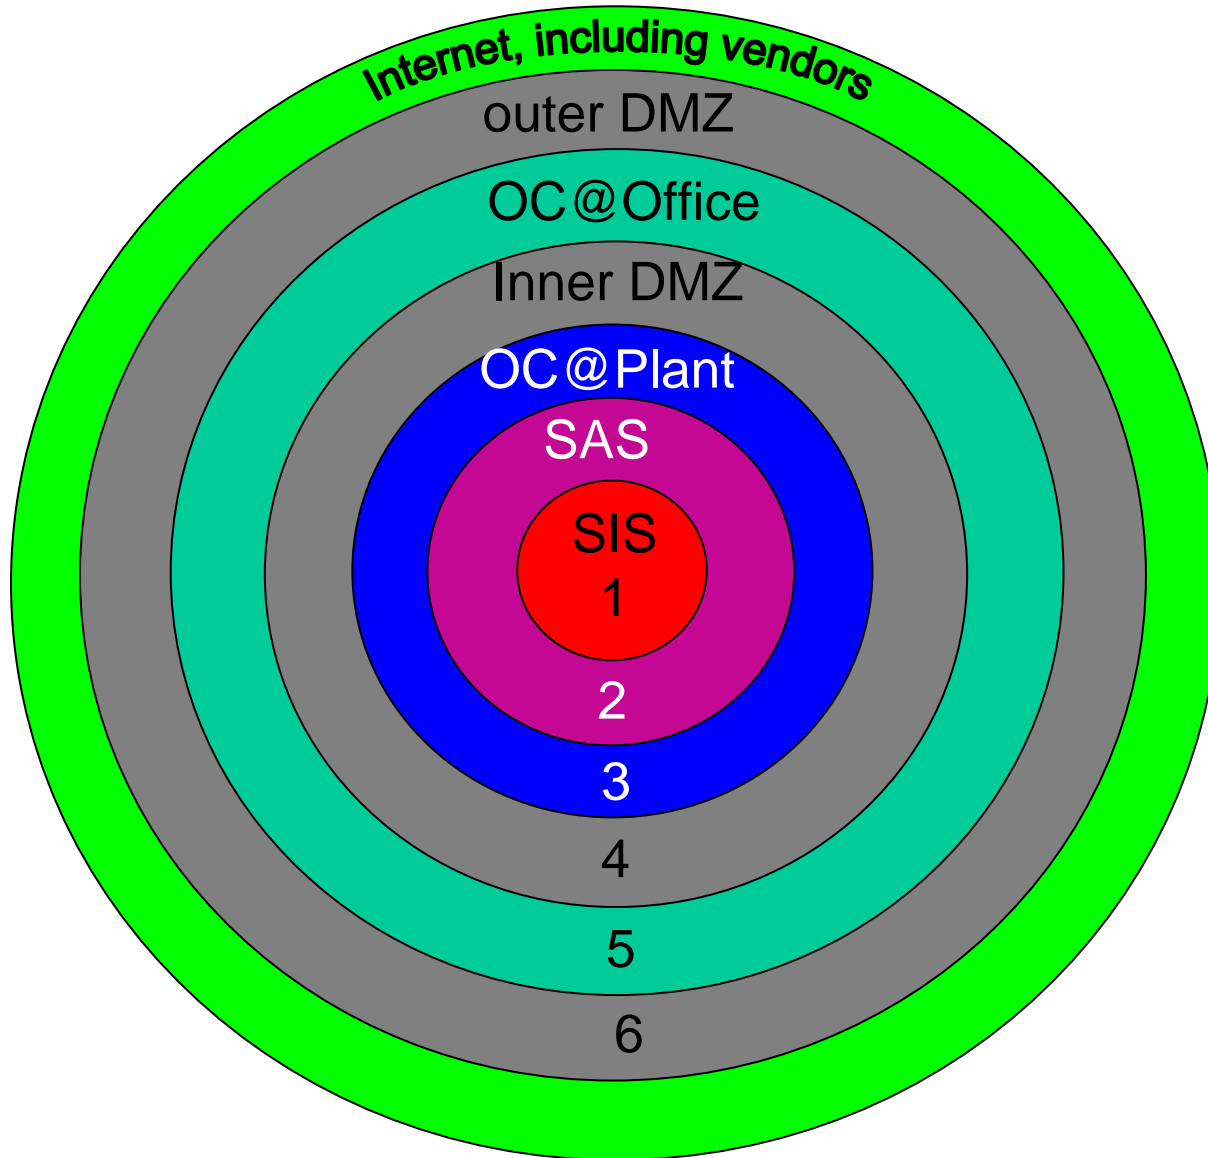 Internet, including vendors
outer DMZ
OC@Office
Inner DMZ
OC@Plant
SAS
SIS
1
2
3
4
5
6